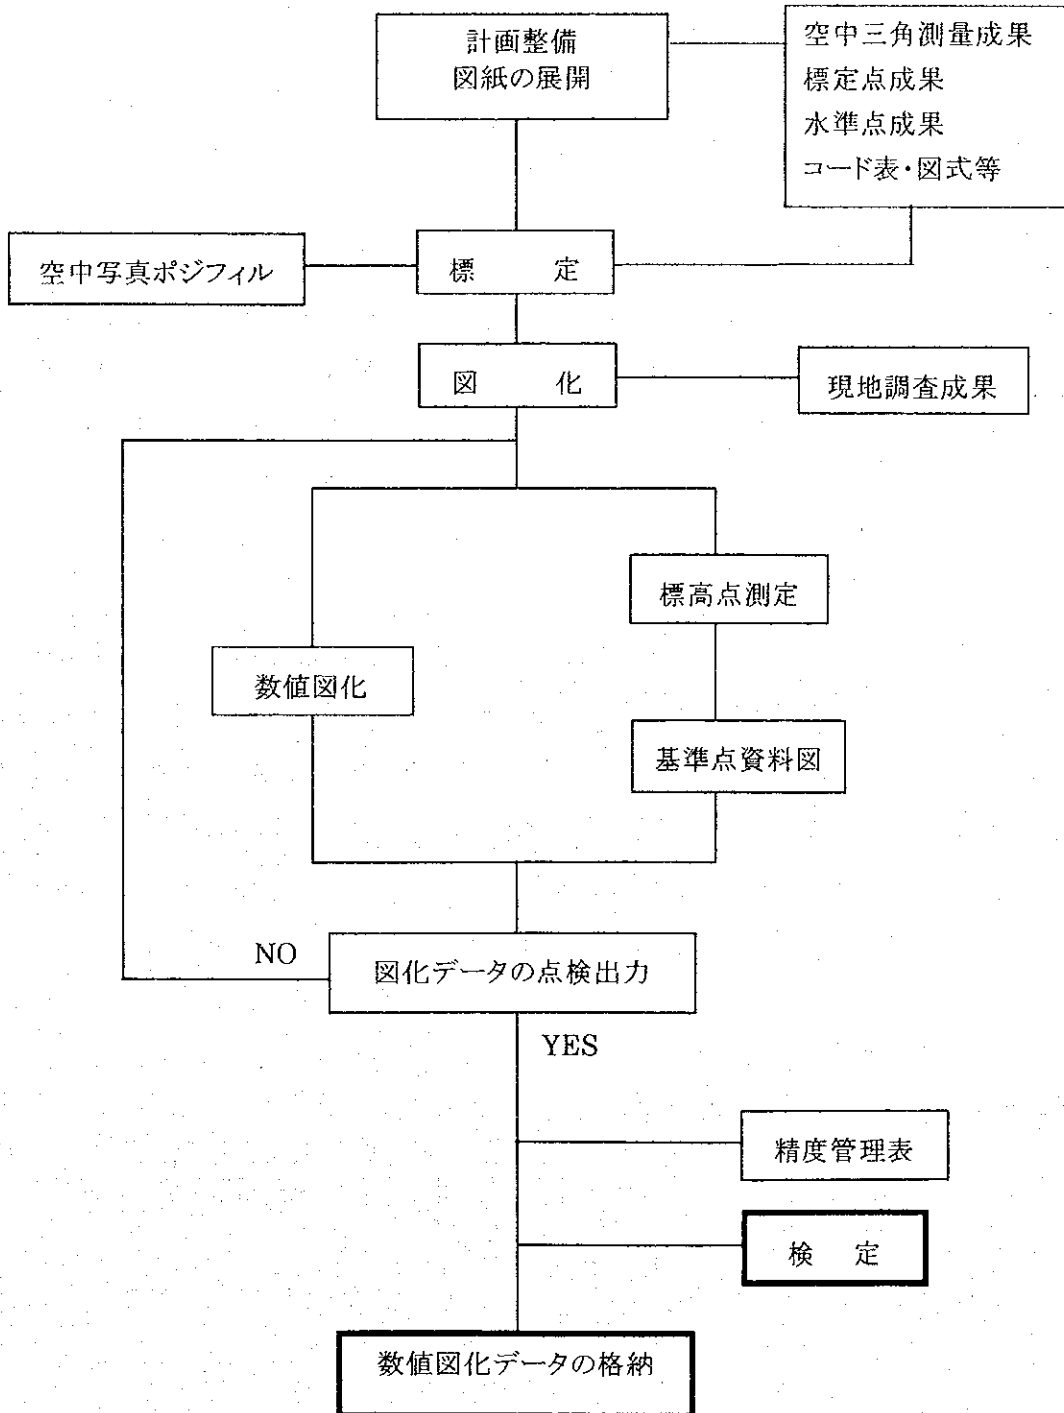 計画整備
図紙の展開
空中三角測量成果
標定点成果
水準点成果
コード表・図式等
空中写真ポジフィル
標 定
図 化
現地調査成果
標高点測定
数値図化
基準点資料図
NO
図化データの点検出力
YES
精度管理表
検 定
数値図化データの格納